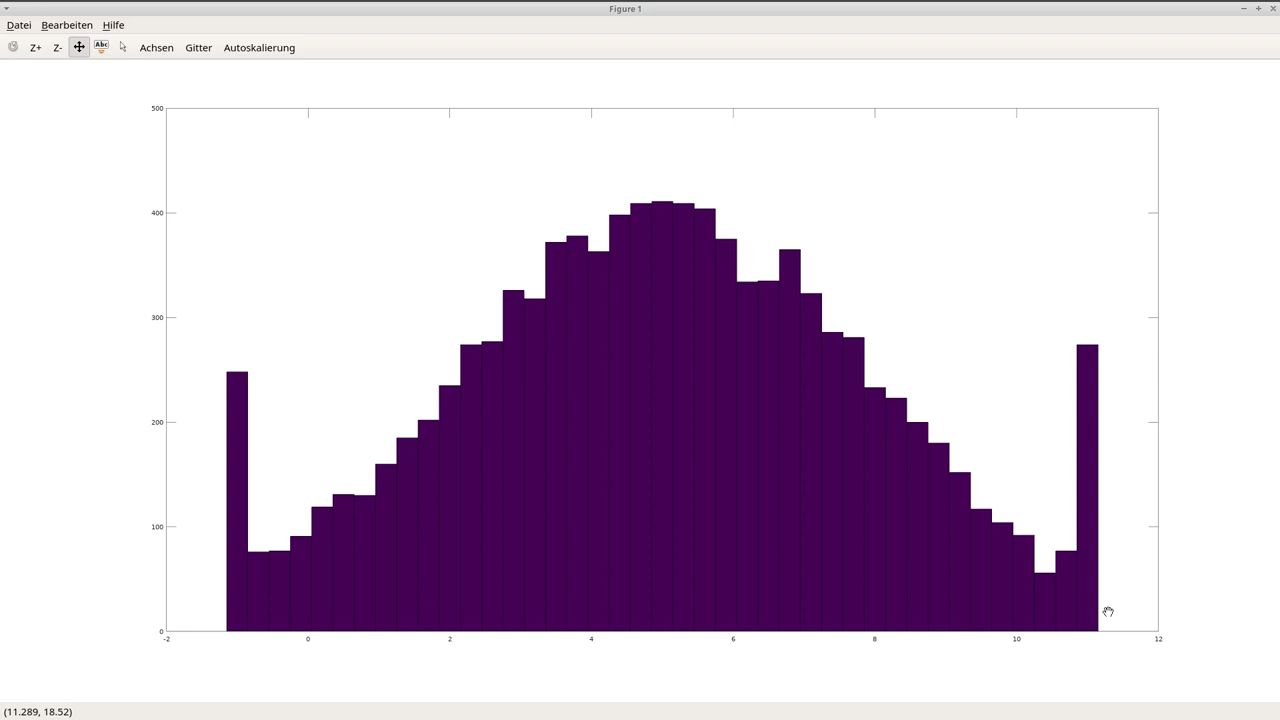 Figure 1
Datei Bearbeiten Hilfe
Z+ Z- Abc Achsen Gitter Autoskalierung
500
400
300
200
100
0
-2 0 2 4 6 8 10 12
(11.289, 18.52)